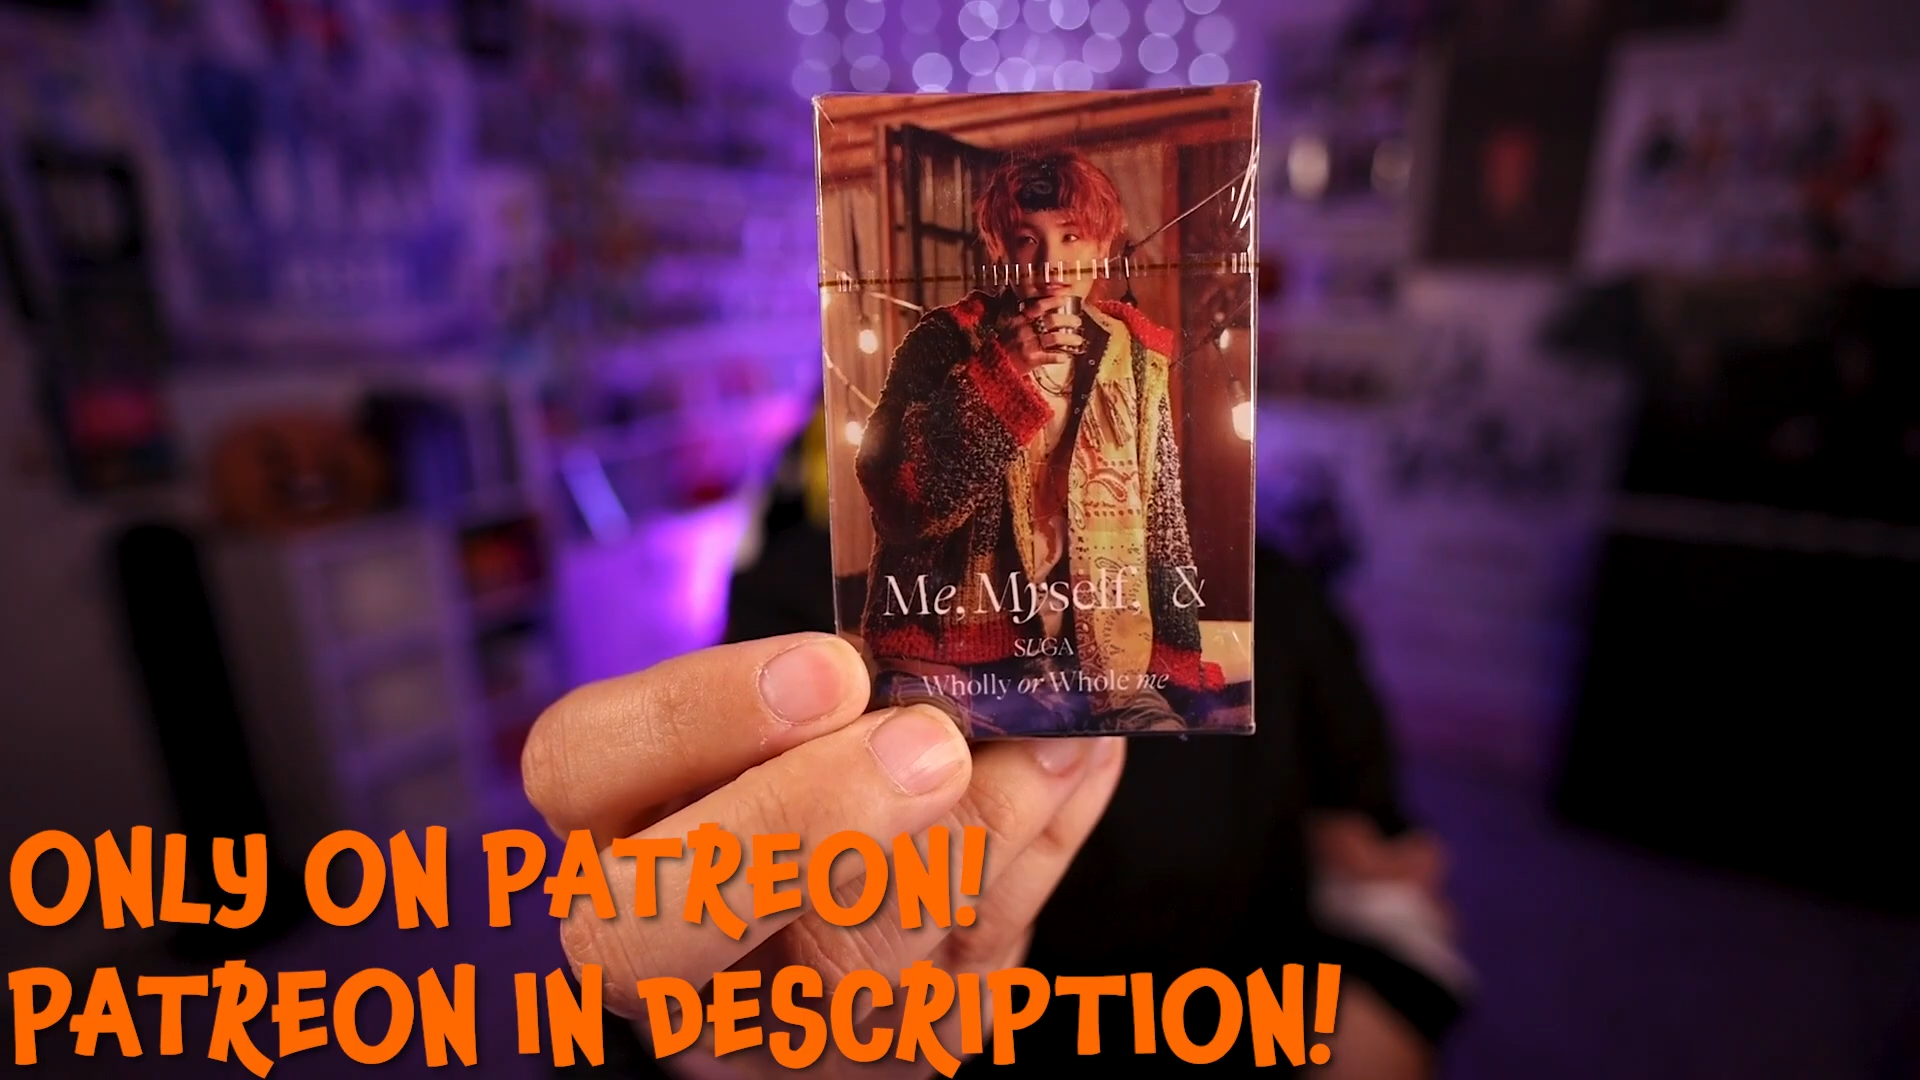 Me, Myself, &
SUGA
Wholly or Whole me
ONLY ON PATREON!
PATREON IN DESCRIPTION!